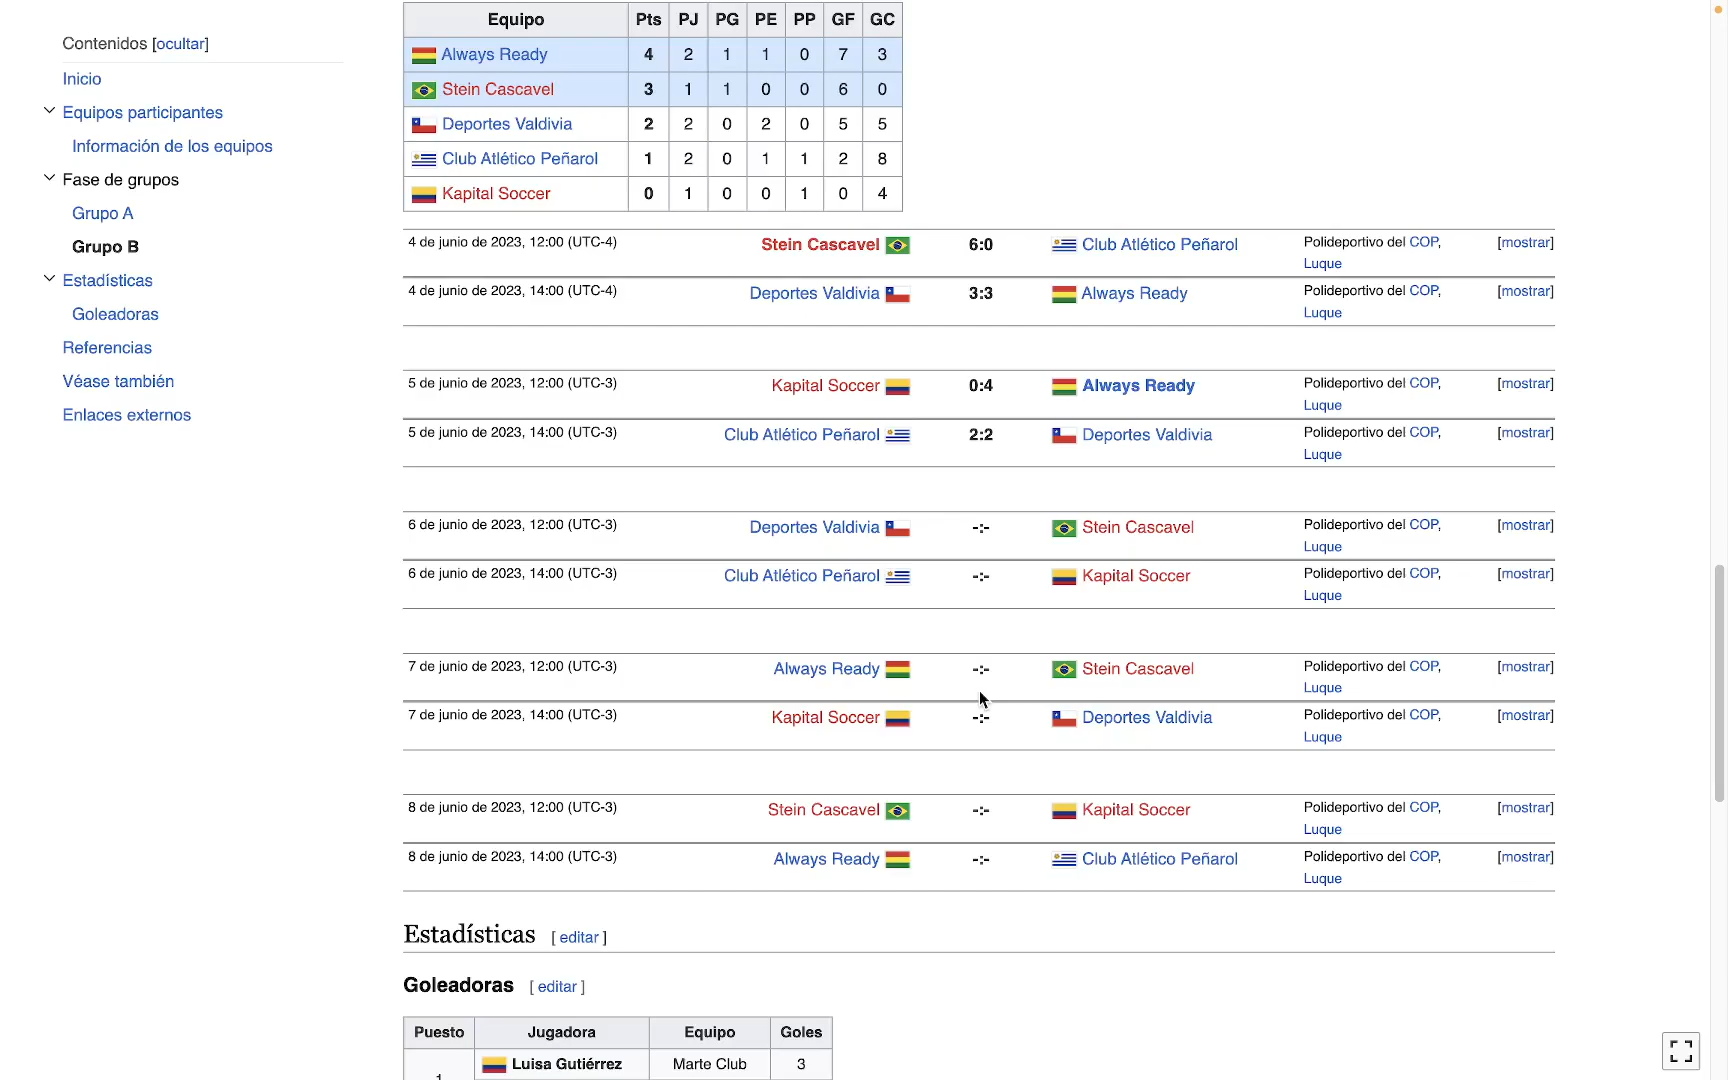 Contenidos [ocultar]
Inicio
Equipos participantes
Información de los equipos
Fase de grupos
Grupo A
Grupo B
Estadísticas
Goleadoras
Referencias
Véase también
Enlaces externos
Equipo Pts PJ PG PE PP GF GC
Always Ready 4 2 1 1 0 7 3
Stein Cascavel 3 1 1 0 0 6 0
Deportes Valdivia 2 2 0 2 0 5 5
Club Atlético Peñarol 1 2 0 1 1 2 8
Kapital Soccer 0 1 0 0 1 0 4
4 de junio de 2023, 12:00 (UTC-4) Stein Cascavel 6:0 Club Atlético Peñarol Polideportivo del COP, [mostrar]
Luque
4 de junio de 2023, 14:00 (UTC-4) Deportes Valdivia 3:3 Always Ready Polideportivo del COP, [mostrar]
Luque
5 de junio de 2023, 12:00 (UTC-3) Kapital Soccer 0:4 Always Ready Polideportivo del COP, [mostrar]
Luque
5 de junio de 2023, 14:00 (UTC-3) Club Atlético Peñarol 2:2 Deportes Valdivia Polideportivo del COP, [mostrar]
Luque
6 de junio de 2023, 12:00 (UTC-3) Deportes Valdivia -:- Stein Cascavel Polideportivo del COP, [mostrar]
Luque
6 de junio de 2023, 14:00 (UTC-3) Club Atlético Peñarol -:- Kapital Soccer Polideportivo del COP, [mostrar]
Luque
7 de junio de 2023, 12:00 (UTC-3) Always Ready -:- Stein Cascavel Polideportivo del COP, [mostrar]
Luque
7 de junio de 2023, 14:00 (UTC-3) Kapital Soccer -:- Deportes Valdivia Polideportivo del COP, [mostrar]
Luque
8 de junio de 2023, 12:00 (UTC-3) Stein Cascavel -:- Kapital Soccer Polideportivo del COP, [mostrar]
Luque
8 de junio de 2023, 14:00 (UTC-3) Always Ready -:- Club Atlético Peñarol Polideportivo del COP, [mostrar]
Luque
Estadísticas [ editar ]
Goleadoras [ editar ]
Puesto Jugadora Equipo Goles
Luisa Gutiérrez Marte Club 3